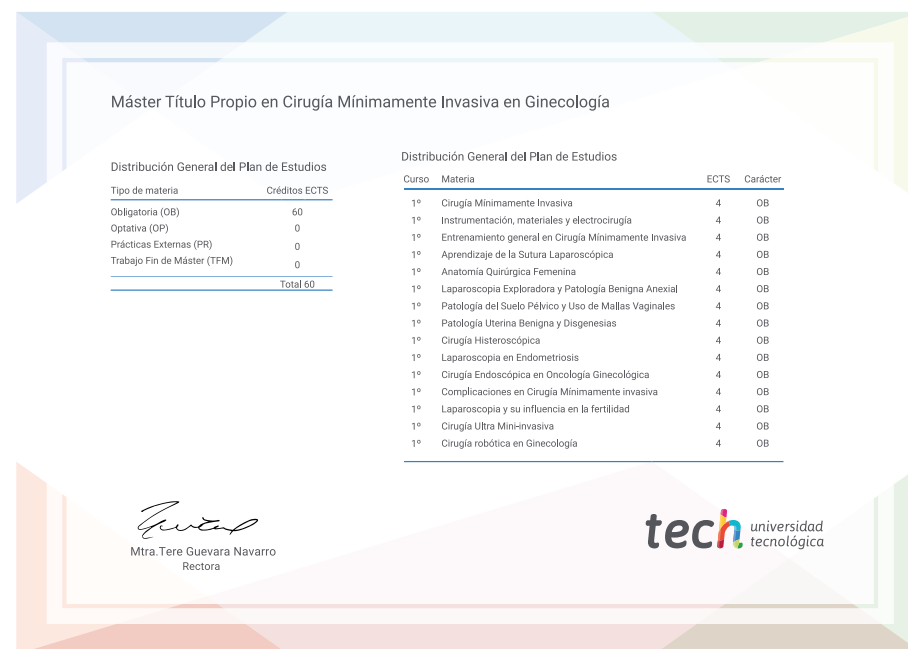 Máster Título Propio en Cirugía Mínimamente Invasiva en Ginecología
Distribución General del Plan de Estudios
Tipo de materia Créditos ECTS
Obligatoria (OB) 60
Optativa (OP) 0
Prácticas Externas (PR) 0
Trabajo Fin de Máster (TFM) 0
Total 60
Distribución General del Plan de Estudios
Curso Materia ECTS Carácter
1º Cirugía Mínimamente Invasiva 4 OB
1º Instrumentación, materiales y electrocirugía 4 OB
1º Entrenamiento general en Cirugía Mínimamente Invasiva 4 OB
1º Aprendizaje de la Sutura Laparoscópica 4 OB
1º Anatomía Quirúrgica Femenina 4 OB
1º Laparoscopia Exploradora y Patología Benigna Anexial 4 OB
1º Patología del Suelo Pélvico y Uso de Mallas Vaginales 4 OB
1º Patología Uterina Benigna y Disgenesias 4 OB
1º Cirugía Histeroscópica 4 OB
1º Laparoscopia en Endometriosis 4 OB
1º Cirugía Endoscópica en Oncología Ginecológica 4 OB
1º Complicaciones en Cirugía Mínimamente invasiva 4 OB
1º Laparoscopia y su influencia en la fertilidad 4 OB
1º Cirugía Ultra Mini-invasiva 4 OB
1º Cirugía robótica en Ginecología 4 OB
Mtra.Tere Guevara Navarro
Rectora
tech universidad
tecnológica